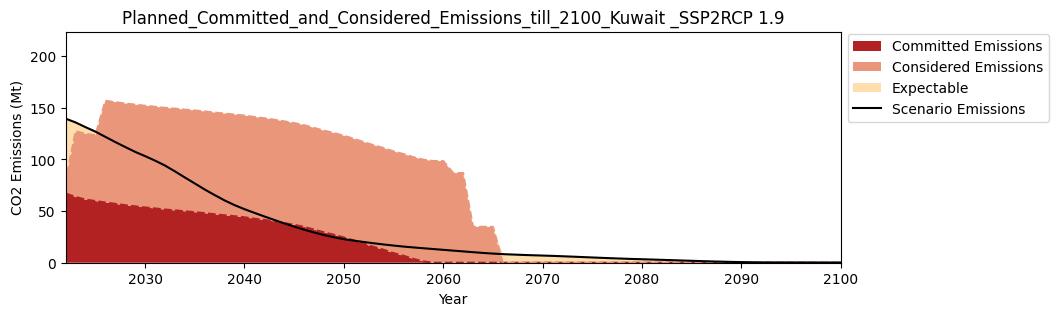 Planned_Committed_and_Considered_Emissions_till_2100_Kuwait _SSP2RCP 1.9
200
150
100
50
0
CO2 Emissions (Mt)
2030 2040 2050 2060 2070 2080 2090 2100
Year
Committed Emissions
Considered Emissions
Expectable
Scenario Emissions